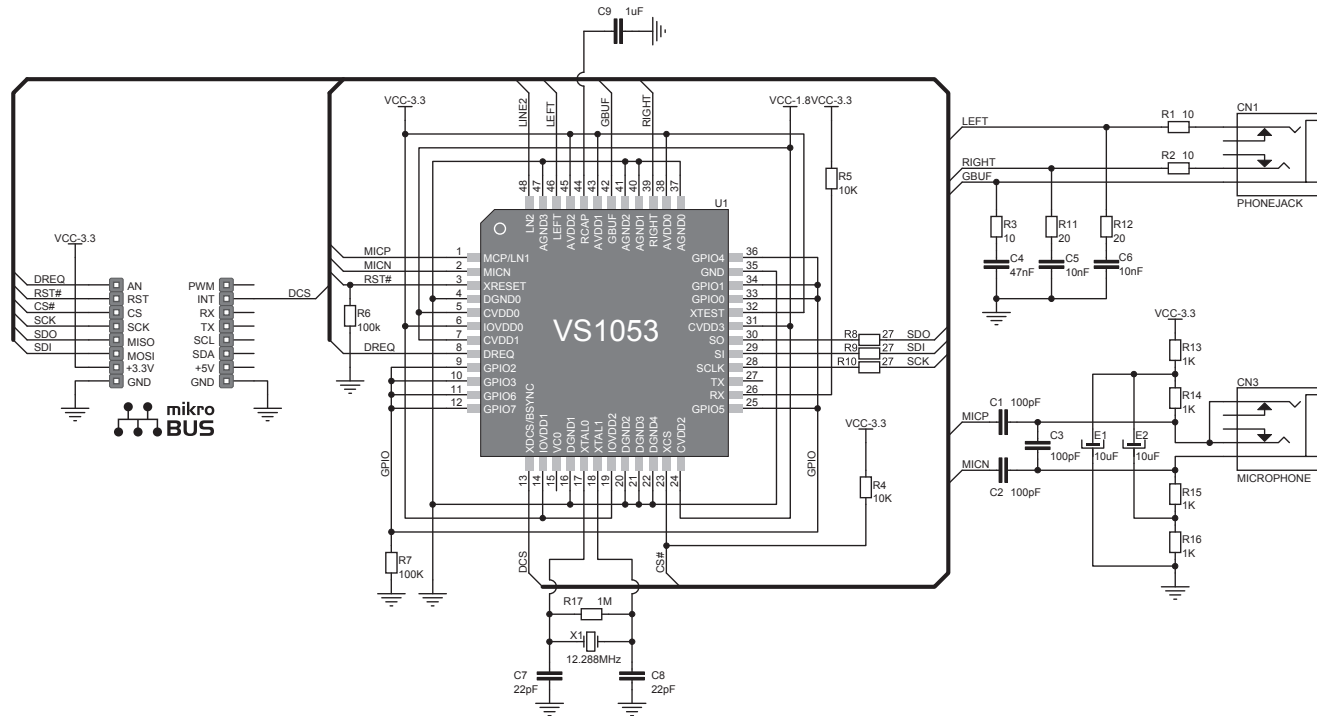 C9 1uF
VCC-3.3
LINE2
LEFT
GBUF
RIGHT
VCC-1.8
VCC-3.3
R5
10K
LEFT
RIGHT
GBUF
R1 10
R2 10
CN1
PHONEJACK
R3
10
R11
20
R12
20
C4
47nF
C5
10nF
C6
10nF
48
47
46
45
44
43
42
41
40
39
38
37
LN2
AGND3
LEFT
AVDD2
RCAP
AVDD1
GBUF
AGND2
AGND1
RIGHT
AVDD0
AGND0
U1
VS1053
MICP
MICN
RST#
DREQ
1 MCP/LN1
2 MICN
3 XRESET
4 DGND0
5 CVDD0
6 IOVDD0
7 CVDD1
8 DREQ
9 GPIO2
10 GPIO3
11 GPIO6
12 GPIO7
GPIO4 36
GND 35
GPIO1 34
GPIO0 33
XTEST 32
CVDD3 31
SO 30
SI 29
SCLK 28
TX 27
RX 26
GPIO5 25
XDCS/BSYNC
IOVDD1
VC0
DGND1
XTAL0
XTAL1
IOVDD2
DGND2
DGND3
DGND4
XCS
CVDD2
13
14
15
16
17
18
19
20
21
22
23
24
R6
100k
R8 27 SDO
R9 27 SDI
R10 27 SCK
VCC-3.3
R4
10K
GPIO
GPIO
R7
100K
DCS
CS#
R17 1M
X1
12.288MHz
C7
22pF
C8
22pF
VCC-3.3
DREQ
RST#
CS#
SCK
SDO
SDI
AN
RST
CS
SCK
MISO
MOSI
+3.3V
GND
PWM
INT
RX
TX
SCL
SDA
+5V
GND
DCS
mikro
BUS
VCC-3.3
R13
1K
R14
1K
CN3
MICROPHONE
MICP
C1 100pF
C3
100pF
E1
10uF
E2
10uF
MICN
C2 100pF
R15
1K
R16
1K